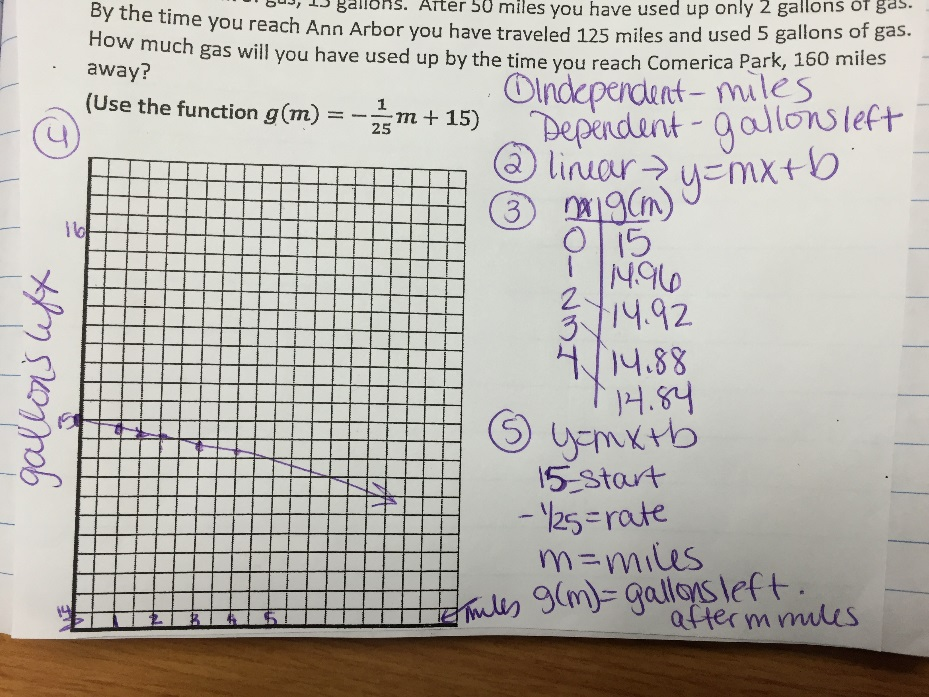 gas, 15 gallons. After 50 miles you have used up only 2 gallons of gas.
By the time you reach Ann Arbor you have traveled 125 miles and used 5 gallons of gas.
How much gas will you have used up by the time you reach Comerica Park, 160 miles
away?
(Use the function g(m) = −1/25 m + 15)
① Independent - miles
Dependent - gallons left
② linear → y=mx+b
③ m | g(m)
0 | 15
1 | 14.96
2 | 14.92
3 | 14.88
4 | 14.84
④
gallons left
16
15
14
1 2 3 4 5
miles
⑤ y=mx+b
15=start
-1/25=rate
m=miles
g(m)= gallons left.
after m miles